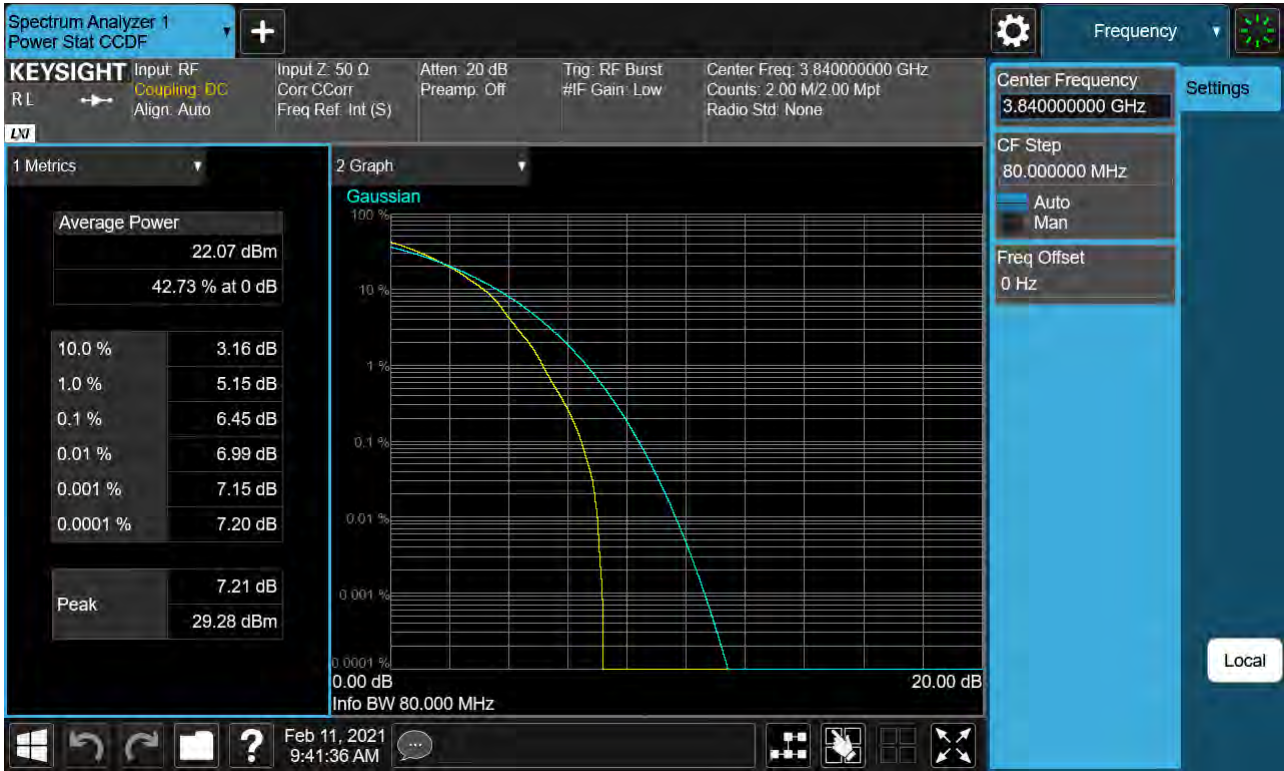 Spectrum Analyzer 1
Power Stat CCDF
Frequency
KEYSIGHT
R L
LXI
Input: RF
Coupling: DC
Align: Auto
Input Z: 50 Ω
Corr CCorr
Freq Ref: Int (S)
Atten: 20 dB
Preamp: Off
Trig: RF Burst
#IF Gain: Low
Center Freq: 3.840000000 GHz
Counts: 2.00 M/2.00 Mpt
Radio Std: None
Center Frequency
3.840000000 GHz
Settings
CF Step
80.000000 MHz
Auto
Man
Freq Offset
0 Hz
1 Metrics
Average Power
22.07 dBm
42.73 % at 0 dB
10.0 % 3.16 dB
1.0 % 5.15 dB
0.1 % 6.45 dB
0.01 % 6.99 dB
0.001 % 7.15 dB
0.0001 % 7.20 dB
Peak
7.21 dB
29.28 dBm
2 Graph
Gaussian
100 %
10 %
1 %
0.1 %
0.01 %
0.001 %
0.0001 %
0.00 dB 20.00 dB
Info BW 80.000 MHz
Local
?
Feb 11, 2021
9:41:36 AM